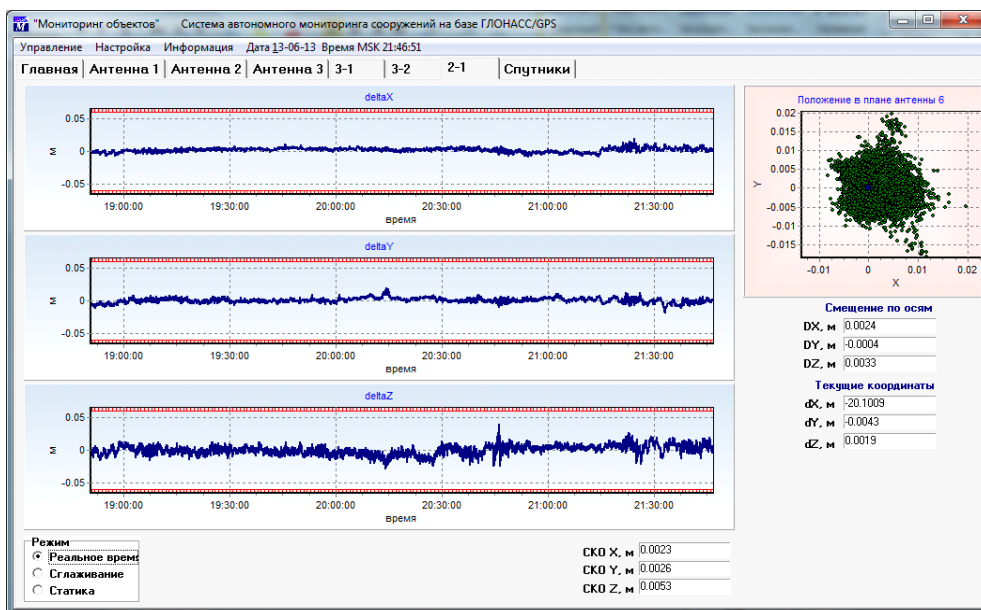 "Мониторинг объектов" Система автономного мониторинга сооружений на базе ГЛОНАСС/GPS
Управление Настройка Информация Дата 13-06-13 Время MSK 21:46:51
Главная Антенна 1 Антенна 2 Антенна 3 3-1 3-2 2-1 Спутники
deltaX
0.05
0
-0.05
М
19:00:00 19:30:00 20:00:00 20:30:00 21:00:00 21:30:00
время
deltaY
0.05
0
-0.05
М
19:00:00 19:30:00 20:00:00 20:30:00 21:00:00 21:30:00
время
deltaZ
0.05
0
-0.05
М
19:00:00 19:30:00 20:00:00 20:30:00 21:00:00 21:30:00
время
Положение в плане антенны 6
0.02
0.015
0.01
0.005
0
-0.005
-0.01
-0.015
Y
-0.01 0 0.01 0.02
X
Смещение по осям
DX, м 0.0024
DY, м -0.0004
DZ, м 0.0033
Текущие координаты
dX, м -20.1009
dY, м -0.0043
dZ, м 0.0019
Режим
Реальное время
Сглаживание
Статика
СКО X, м 0.0023
СКО Y, м 0.0026
СКО Z, м 0.0053